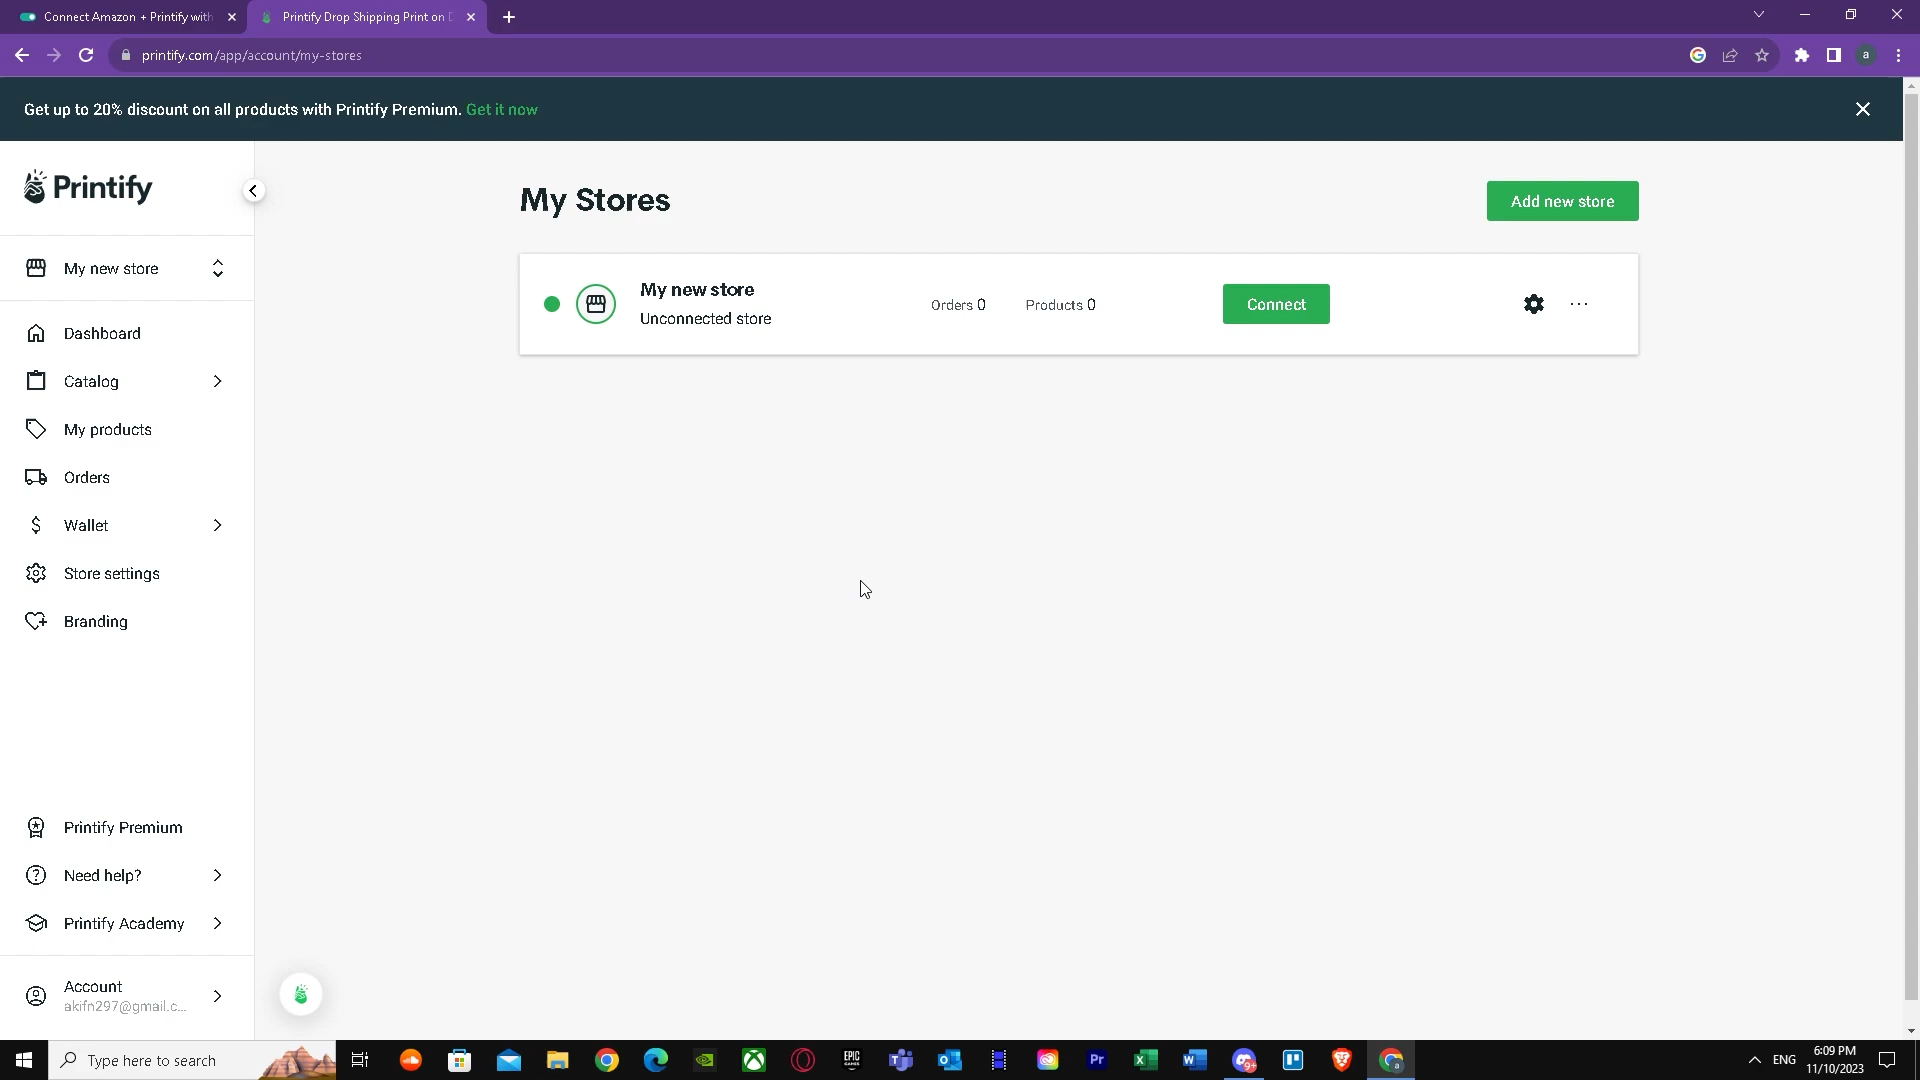 Connect Amazon + Printify with
Printify Drop Shipping Print on D
printify.com/app/account/my-stores
a
Get up to 20% discount on all products with Printify Premium. Get it now
Printify
My new store
Dashboard
Catalog
My products
Orders
Wallet
Store settings
Branding
Printify Premium
Need help?
Printify Academy
Account
akifn297@gmail.c...
My Stores
Add new store
My new store
Unconnected store
Orders 0
Products 0
Connect
Type here to search
EPIC
GAMES
Pr
9+
a
ENG
6:09 PM
11/10/2023